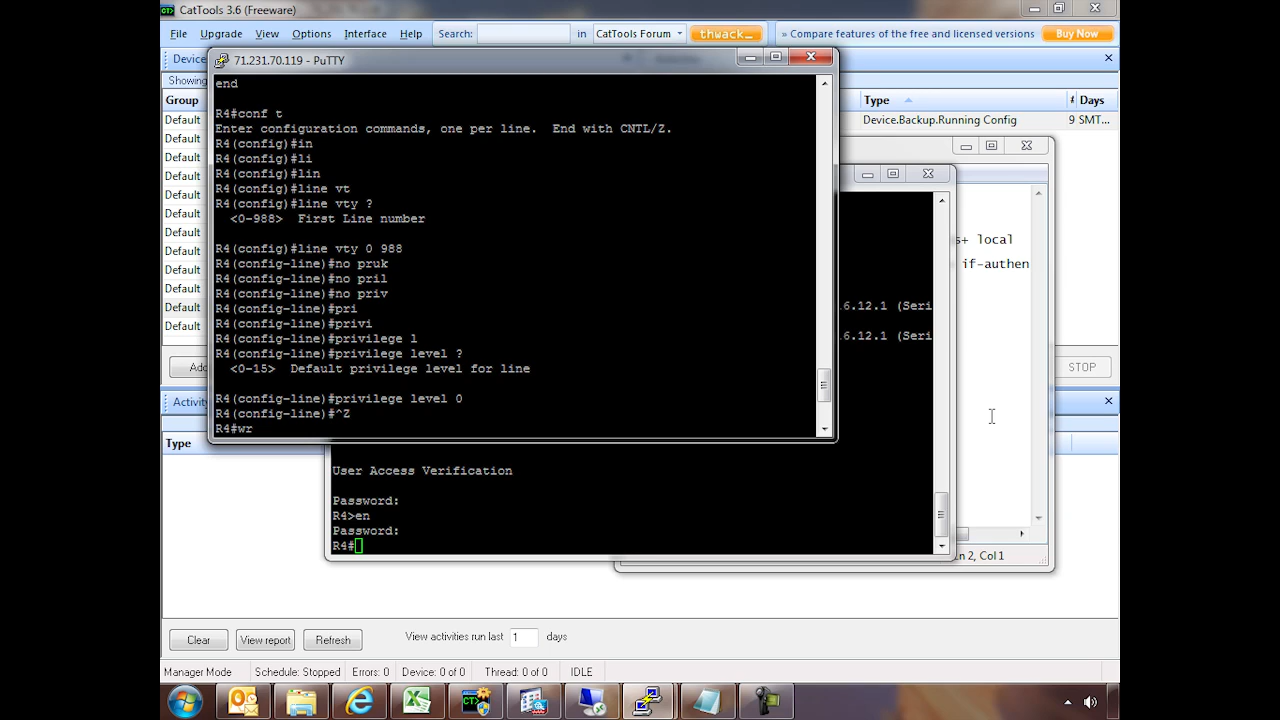 CatTools 3.6 (Freeware)
File Upgrade View Options Interface Help Search: in CatTools Forum thwack_ » Compare features of the free and licensed versions Buy Now
Device
71.231.70.119 - PuTTY
Showing
Group
Type
Days
Default
Default
Default
Default
Default
Default
Default
Default
Default
Default
Default
Default
Device.Backup.Running Config
9 SMT...
end
R4#conf t
Enter configuration commands, one per line.  End with CNTL/Z.
R4(config)#in
R4(config)#li
R4(config)#lin
R4(config)#line vt
R4(config)#line vty ?
<0-988>  First Line number
R4(config)#line vty 0 988
R4(config-line)#no pruk
R4(config-line)#no pril
R4(config-line)#no priv
R4(config-line)#pri
R4(config-line)#privi
R4(config-line)#privilege l
R4(config-line)#privilege level ?
<0-15>  Default privilege level for line
R4(config-line)#privilege level 0
R4(config-line)#^Z
R4#wr
s+ local
if-authen
6.12.1 (Seri
6.12.1 (Seri
Add
STOP
Activity
Type
User Access Verification
Password:
R4>en
Password:
R4#
Ln 2, Col 1
Clear View report Refresh View activities run last 1 days
Manager Mode Schedule: Stopped Errors: 0 Device: 0 of 0 Thread: 0 of 0 IDLE